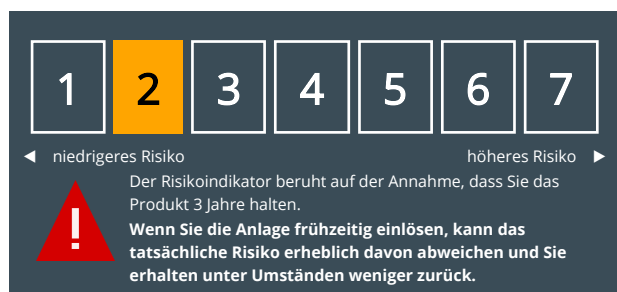 1 2 3 4 5 6 7
niedrigeres Risiko höheres Risiko
Der Risikoindikator beruht auf der Annahme, dass Sie das
Produkt 3 Jahre halten.
Wenn Sie die Anlage frühzeitig einlösen, kann das
tatsächliche Risiko erheblich davon abweichen und Sie
erhalten unter Umständen weniger zurück.